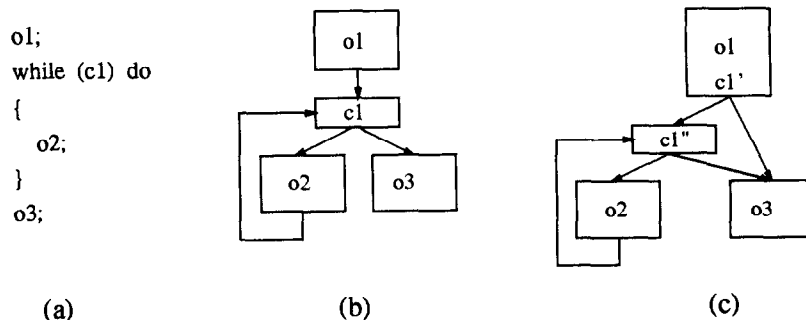 o1;
while (c1) do
{
o2;
}
o3;
(a)
o1
c1
o2
o3
(b)
o1
c1'
c1"
o2
o3
(c)